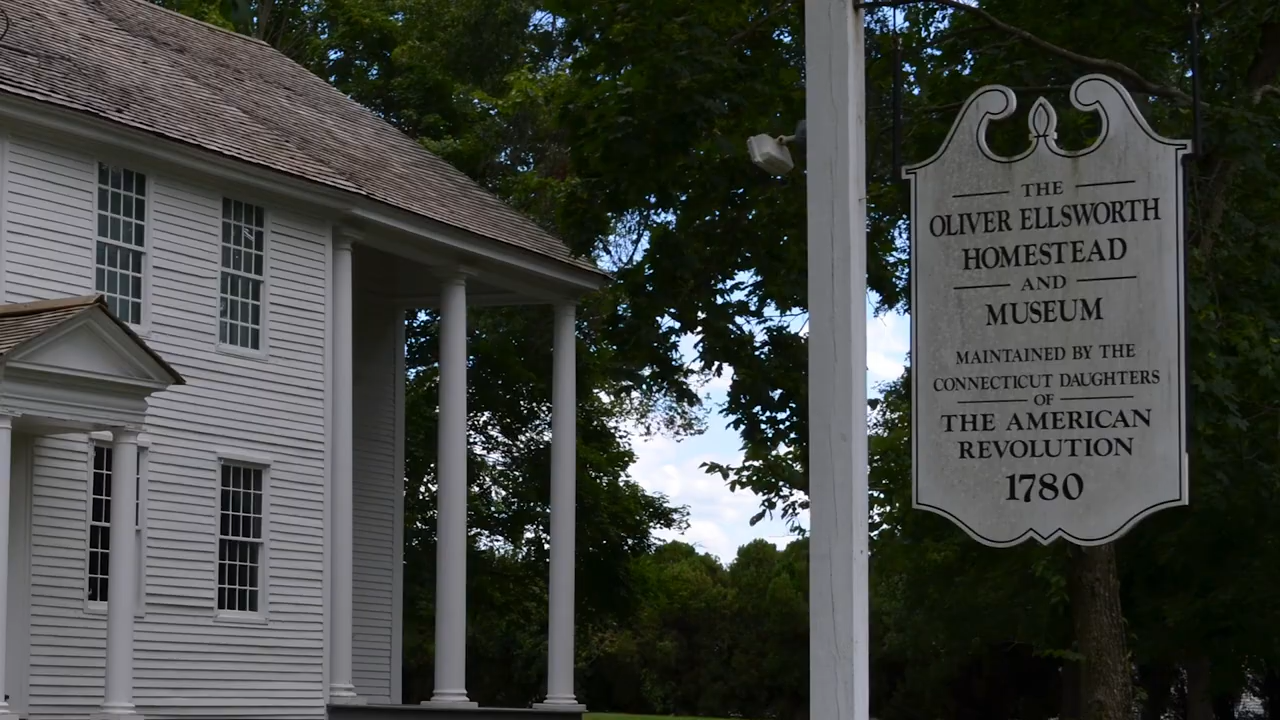 THE
OLIVER ELLSWORTH
HOMESTEAD
AND
MUSEUM
MAINTAINED BY THE
CONNECTICUT DAUGHTERS
OF
THE AMERICAN
REVOLUTION
1780